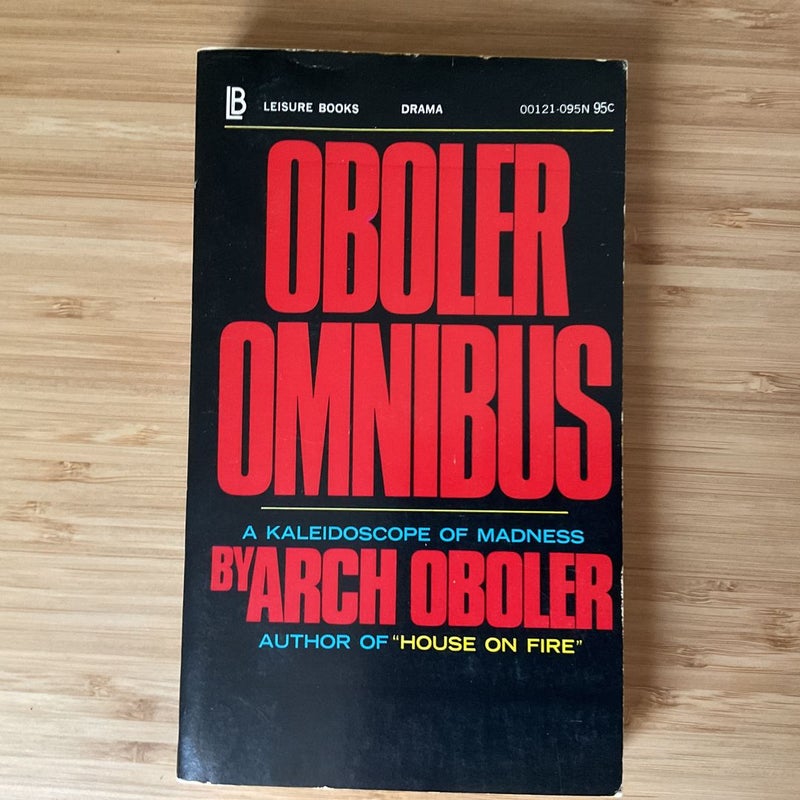 LB LEISURE BOOKS DRAMA 00121-095N 95C
OBOLER
OMNIBUS
A KALEIDOSCOPE OF MADNESS
BY ARCH OBOLER
AUTHOR OF "HOUSE ON FIRE"